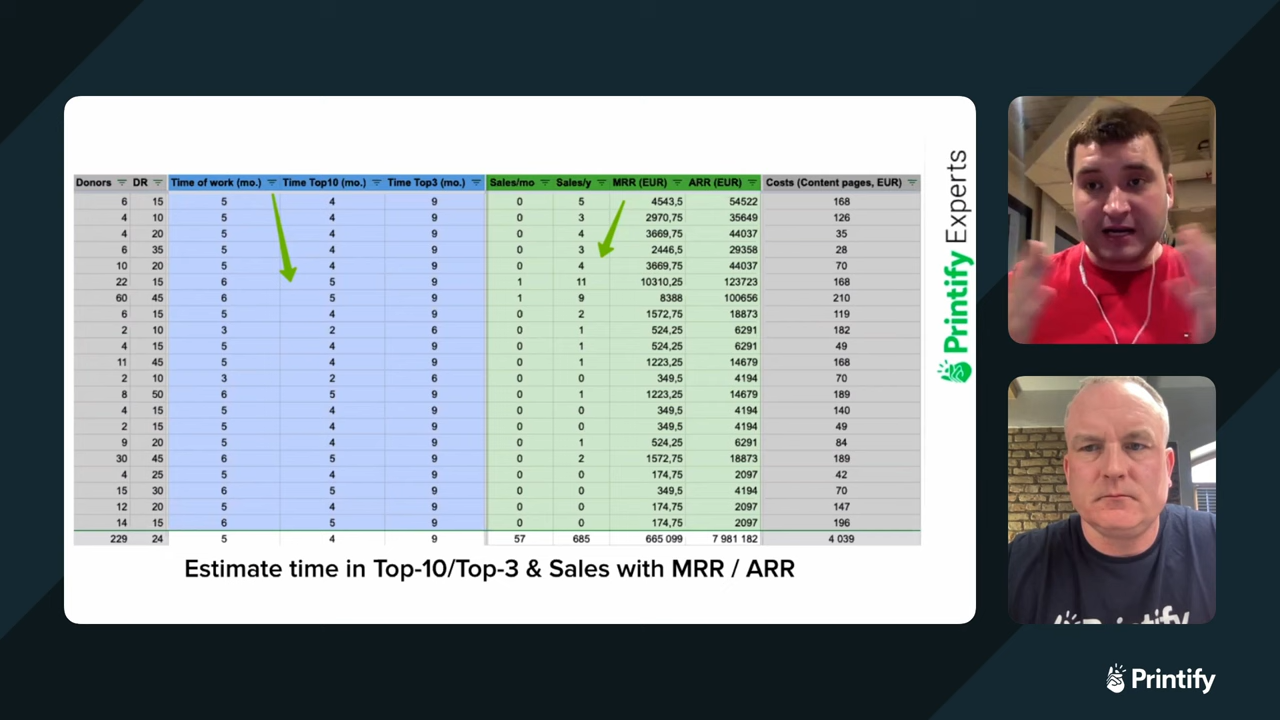 Donors DR Time of work (mo.) Time Top10 (mo.) Time Top3 (mo.) Sales/mo Sales/y MRR (EUR) ARR (EUR) Costs (Content pages, EUR)
6 15 5 4 9 0 5 4543,5 54522 168
4 10 5 4 9 0 3 2970,75 35649 126
4 20 5 4 9 0 4 3669,75 44037 35
6 35 5 4 9 0 3 2446,5 29358 28
10 20 5 4 9 0 4 3669,75 44037 70
22 15 6 5 9 1 11 10310,25 123723 168
60 45 6 5 9 1 9 8388 100656 210
6 15 5 4 9 0 2 1572,75 18873 119
2 10 3 2 6 0 1 524,25 6291 182
4 15 5 4 9 0 1 524,25 6291 49
11 45 5 4 9 0 1 1223,25 14679 168
2 10 3 2 6 0 0 349,5 4194 70
8 50 6 5 9 0 1 1223,25 14679 189
4 15 5 4 9 0 0 349,5 4194 140
2 15 5 4 9 0 0 349,5 4194 49
9 20 5 4 9 0 1 524,25 6291 84
30 45 6 5 9 0 2 1572,75 18873 189
4 25 5 4 9 0 0 174,75 2097 42
15 30 6 5 9 0 0 349,5 4194 70
12 20 5 4 9 0 0 174,75 2097 147
14 15 6 5 9 0 0 174,75 2097 196
229 24 5 4 9 57 685 665 099 7 981 182 4 039
Estimate time in Top-10/Top-3 & Sales with MRR / ARR
Printify Experts
Printify
Printify